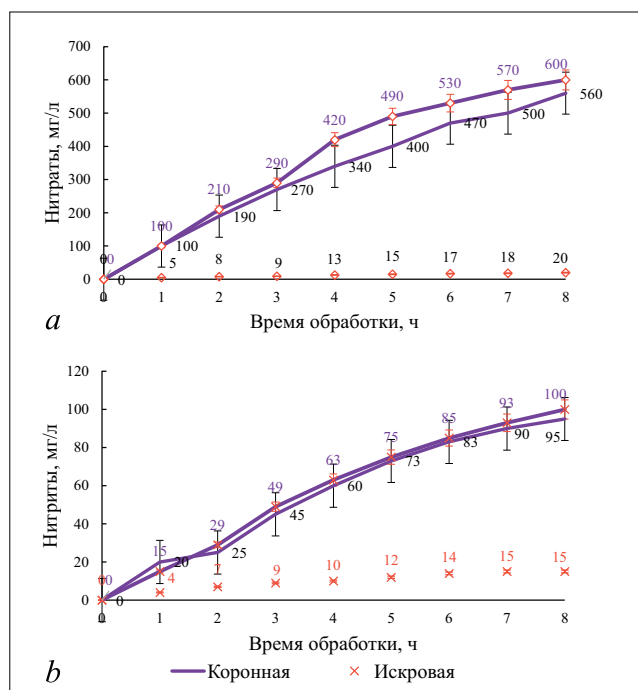 700
600
500
400
300
200
100
0
Нитраты, мг/л
100 210 290 420 490 530 570 600
0 100 190 270 340 400 470 500 560
5 8 9 13 15 17 18 20
0 1 2 3 4 5 6 7 8
Время обработки, ч
a
120
100
80
60
40
20
0
Нитриты, мг/л
15 29 49 63 75 85 93 100
0 20 25 45 60 73 83 90 95
4 7 9 10 12 14 15 15
0 1 2 3 4 5 6 7 8
Время обработки, ч
b
Коронная Искровая